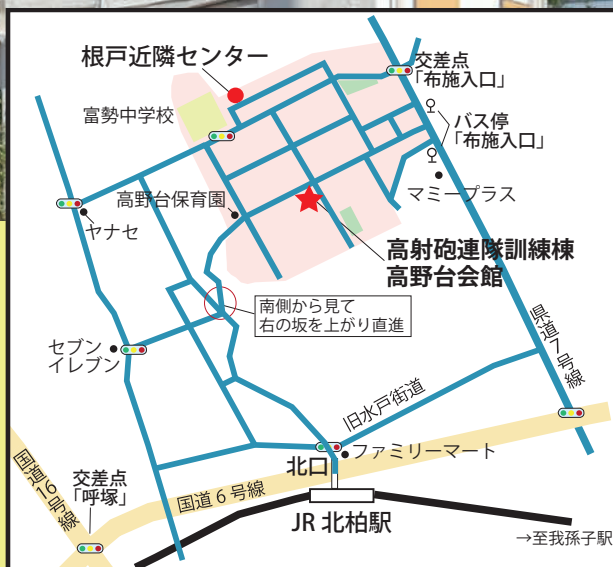 根戸近隣センター
交差点
「布施入口」
富勢中学校
バス停
「布施入口」
マミープラス
高野台保育園
ヤナセ
高射砲連隊訓練棟
高野台会館
南側から見て
右の坂を上がり直進
セブン
イレブン
県道7号線
旧水戸街道
ファミリーマート
北口
国道16号線
交差点
「呼塚」
国道6号線
JR 北柏駅
→至我孫子駅